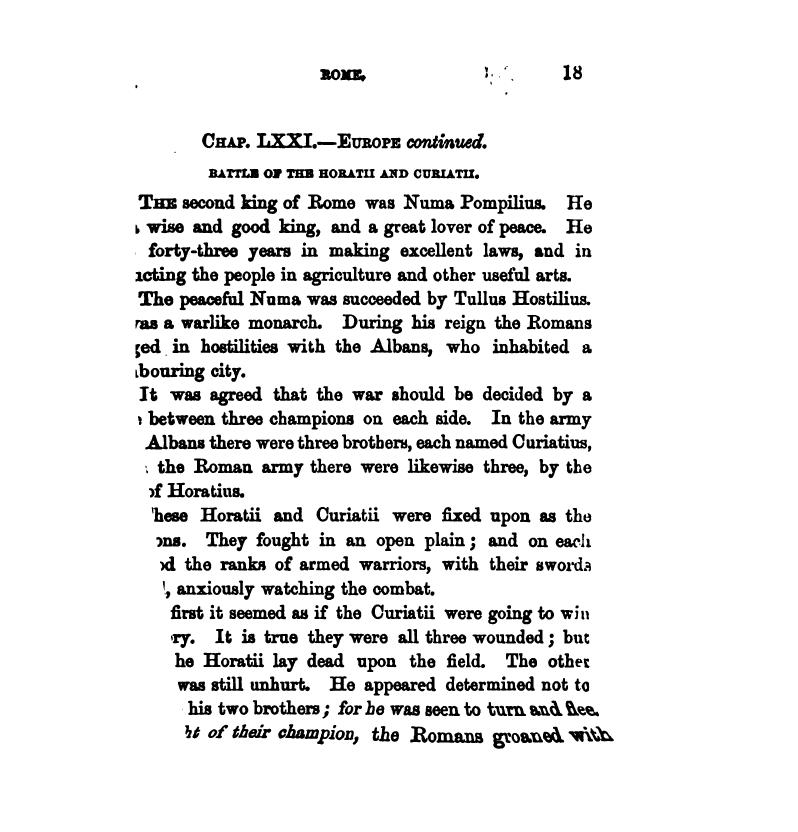 ROME. 18
CHAP. LXXI.—EUROPE continued.
BATTLE OF THE HORATII AND CURIATII.
THE second king of Rome was Numa Pompilius. He
wise and good king, and a great lover of peace. He
forty-three years in making excellent laws, and in
ucting the people in agriculture and other useful arts.
The peaceful Numa was succeeded by Tullus Hostilius.
as a warlike monarch. During his reign the Romans
ged in hostilities with the Albans, who inhabited a
bouring city.
It was agreed that the war should be decided by a
between three champions on each side. In the army
Albans there were three brothers, each named Curiatius,
the Roman army there were likewise three, by the
of Horatius.
hese Horatii and Curiatii were fixed upon as the
ons. They fought in an open plain; and on each
d the ranks of armed warriors, with their swords
, anxiously watching the combat.
first it seemed as if the Curiatii were going to win
ry. It is true they were all three wounded; but
he Horatii lay dead upon the field. The other
was still unhurt. He appeared determined not to
his two brothers; for he was seen to turn and flee.
ht of their champion, the Romans groaned with